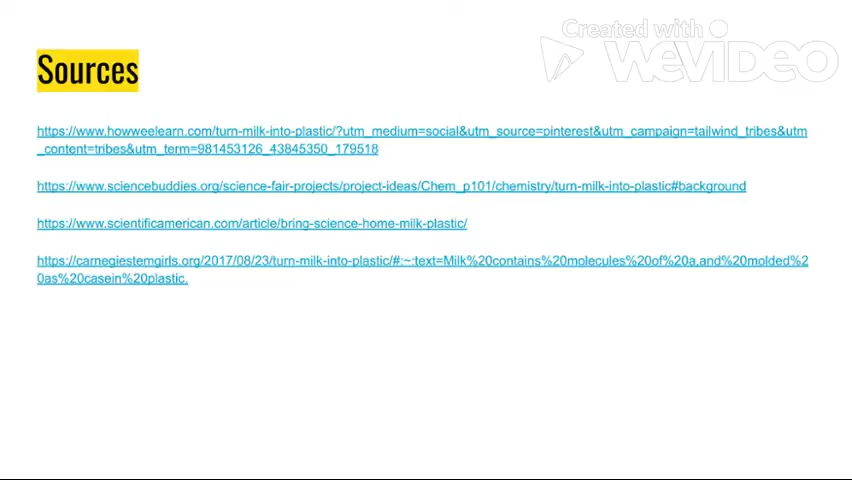 Created with
WEVIDEO
Sources
https://www.howweelearn.com/turn-milk-into-plastic/?utm_medium=social&utm_source=pinterest&utm_campaign=tailwind_tribes&utm
_content=tribes&utm_term=981453126_43845350_179518
https://www.sciencebuddies.org/science-fair-projects/project-ideas/Chem_p101/chemistry/turn-milk-into-plastic#background
https://www.scientificamerican.com/article/bring-science-home-milk-plastic/
https://carnegiestemgirls.org/2017/08/23/turn-milk-into-plastic/#:~:text=Milk%20contains%20molecules%20of%20a,and%20molded%2
0as%20casein%20plastic.